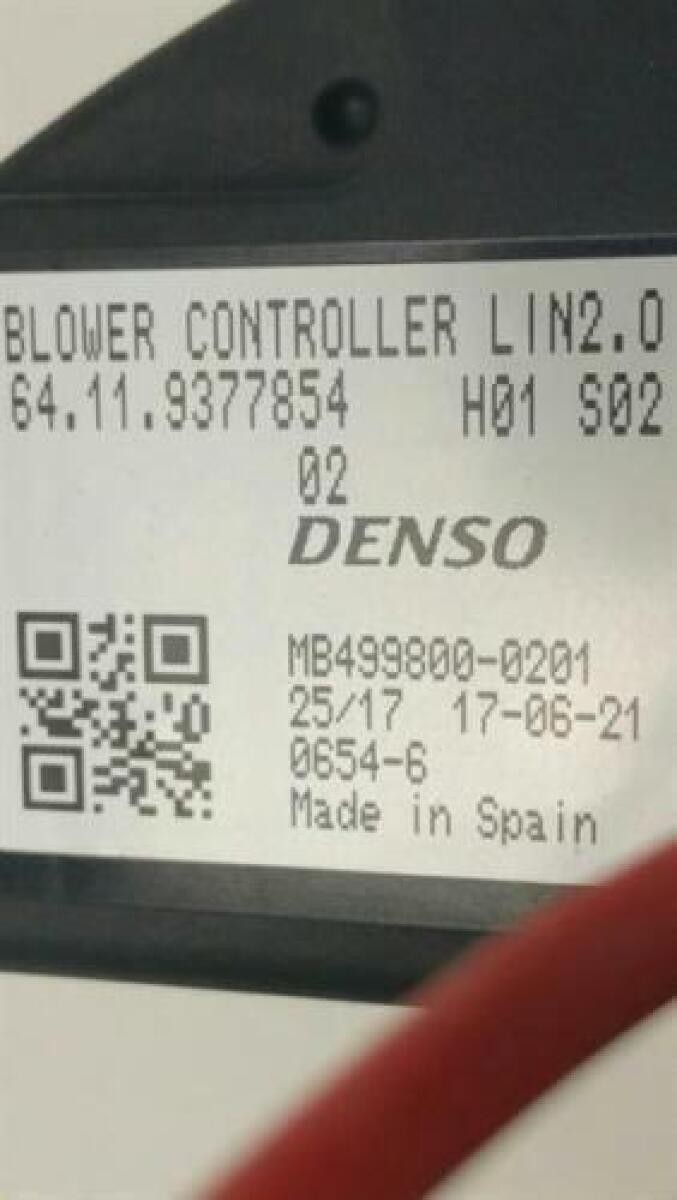 BLOWER CONTROLLER LIN2.0
64.11.9377854 H01 S02
02
DENSO
MB499800-0201
25/17 17-06-21
0654-6
Made in Spain